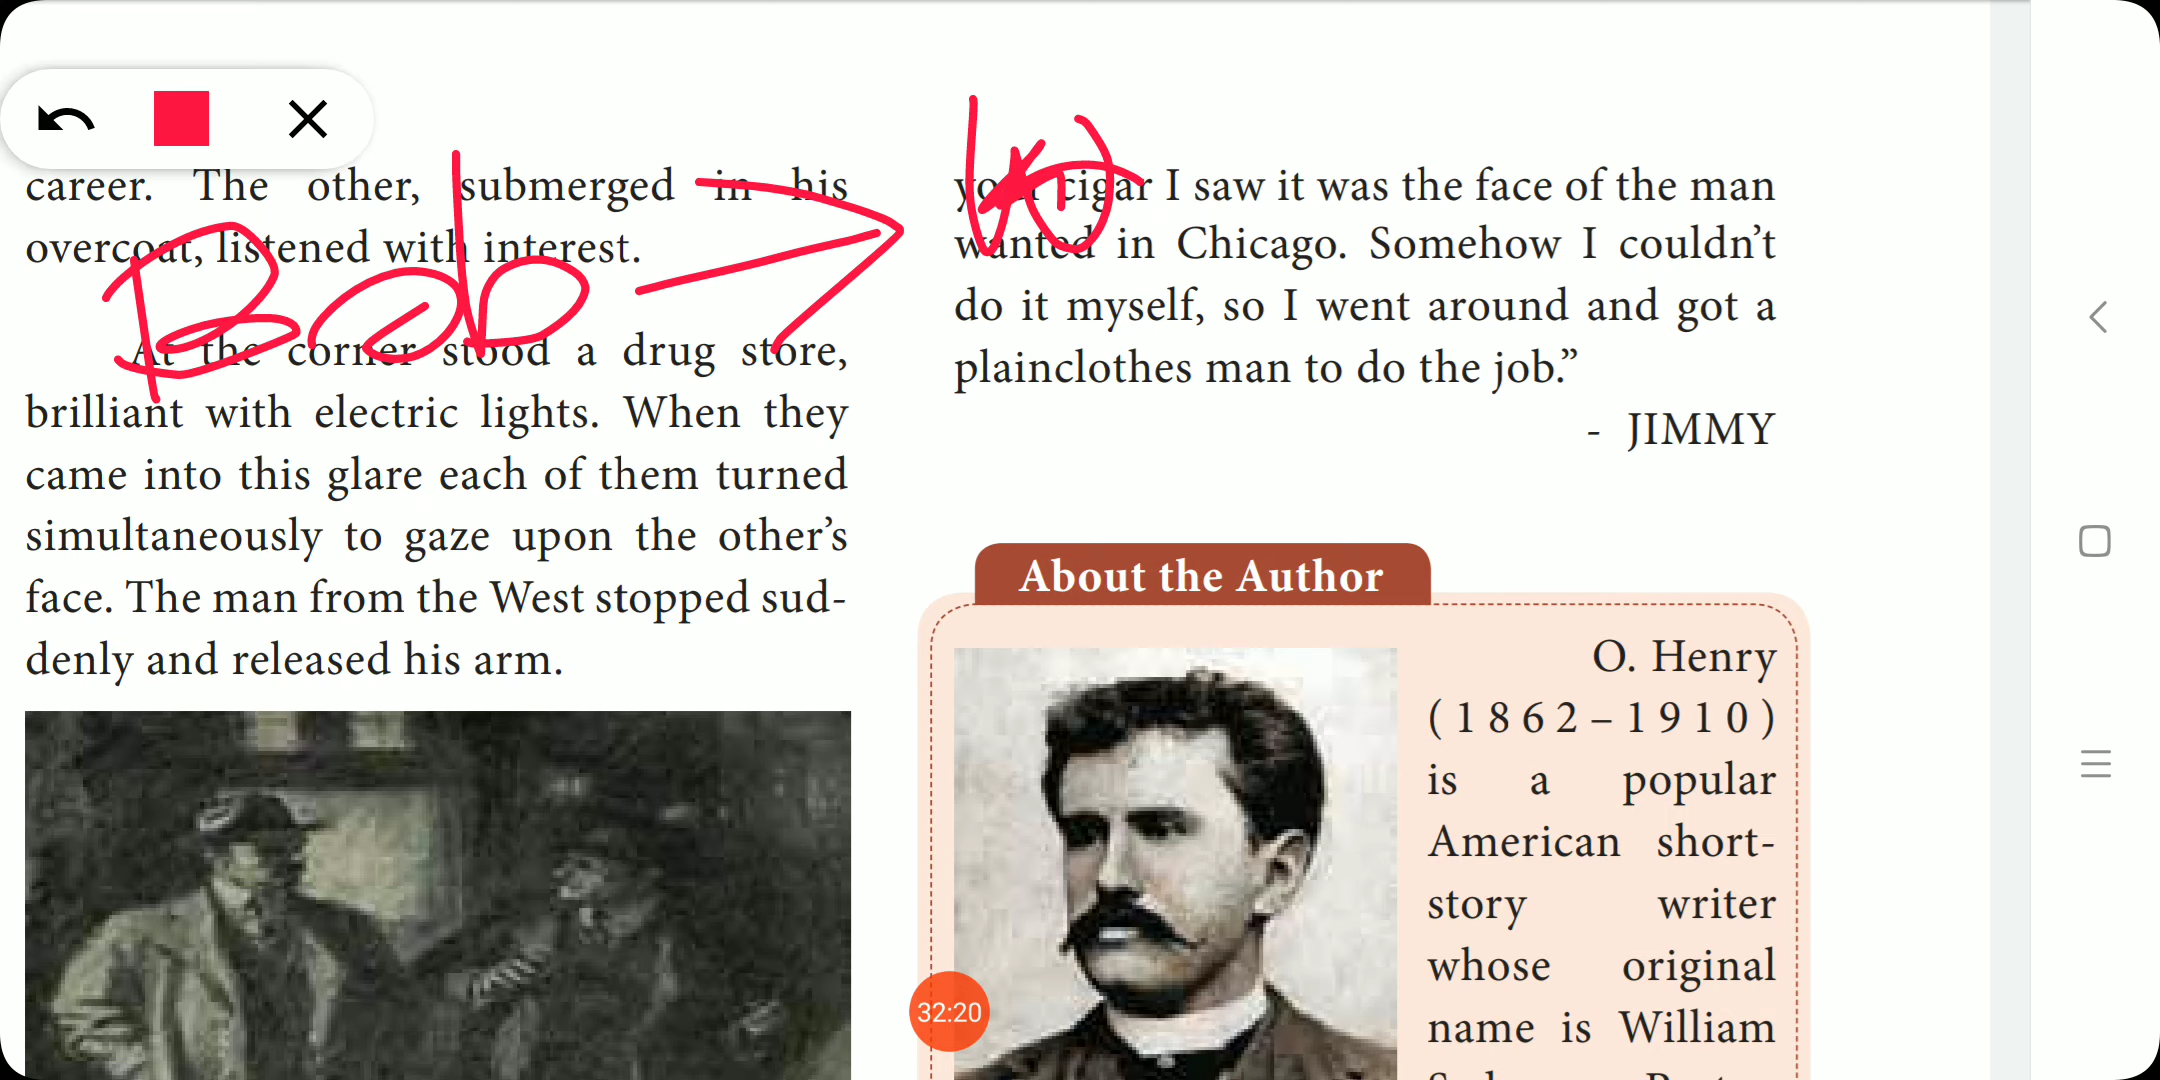 career. The other, submerged in his
overcoat, listened with interest.
At the corner stood a drug store,
brilliant with electric lights. When they
came into this glare each of them turned
simultaneously to gaze upon the other’s
face. The man from the West stopped sud-
denly and released his arm.
Bob
your cigar I saw it was the face of the man
wanted in Chicago. Somehow I couldn’t
do it myself, so I went around and got a
plainclothes man to do the job.”
- JIMMY
About the Author
O. Henry
(1862–1910)
is a popular
American short-
story writer
whose original
name is William
32:20